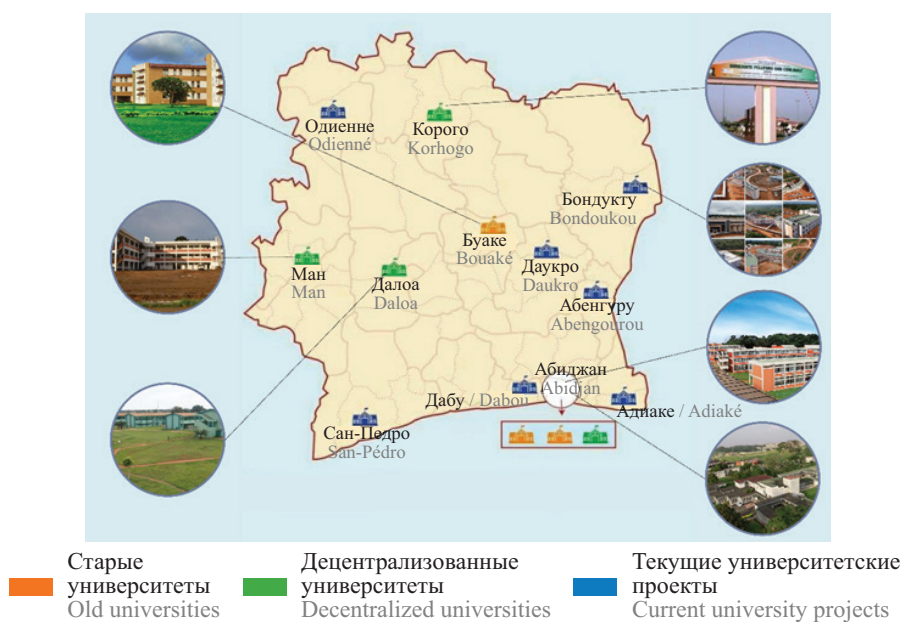 Одиенне
Odienné
Корого
Korhogo
Бондукту
Bondoukou
Буаке
Bouaké
Ман
Man
Далоа
Daloa
Даукро
Daukro
Абенгуру
Abengourou
Абиджан
Abidjan
Дабу / Dabou
Адиаке / Adiaké
Сан-Педро
San-Pédro
Старые
университеты
Old universities
Децентрализованные
университеты
Decentralized universities
Текущие университетские
проекты
Current university projects